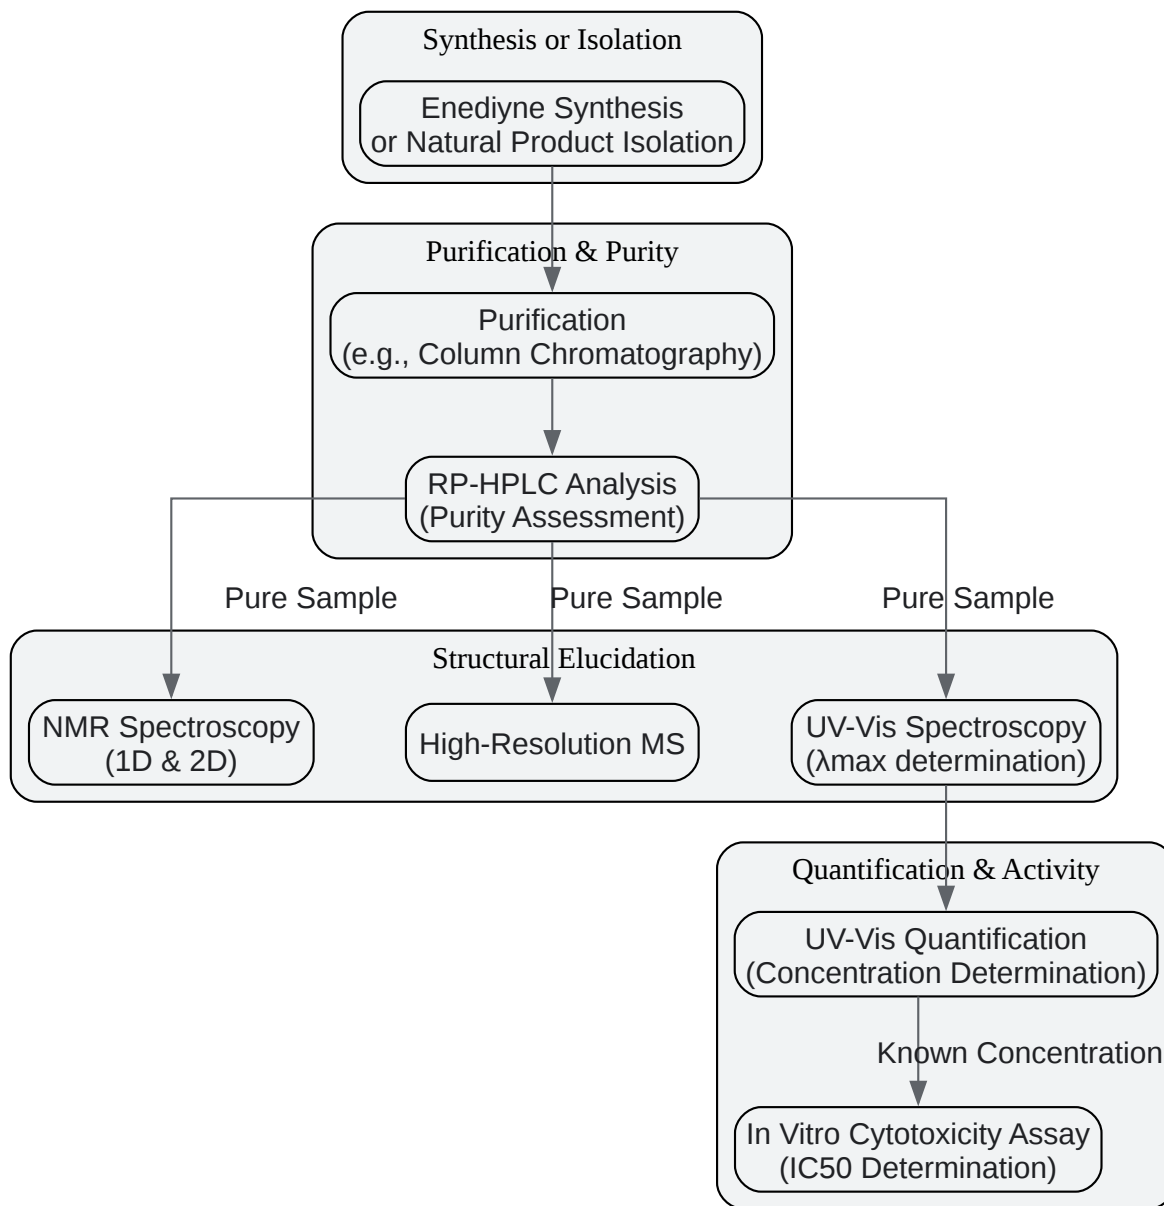 Synthesis or Isolation
Enediyne Synthesis
or Natural Product Isolation
Purification & Purity
Purification
(e.g., Column Chromatography)
RP-HPLC Analysis
(Purity Assessment)
Pure Sample
Pure Sample
Pure Sample
Structural Elucidation
NMR Spectroscopy
(1D & 2D)
High-Resolution MS
UV-Vis Spectroscopy
(λmax determination)
Quantification & Activity
UV-Vis Quantification
(Concentration Determination)
Known Concentration
In Vitro Cytotoxicity Assay
(IC50 Determination)